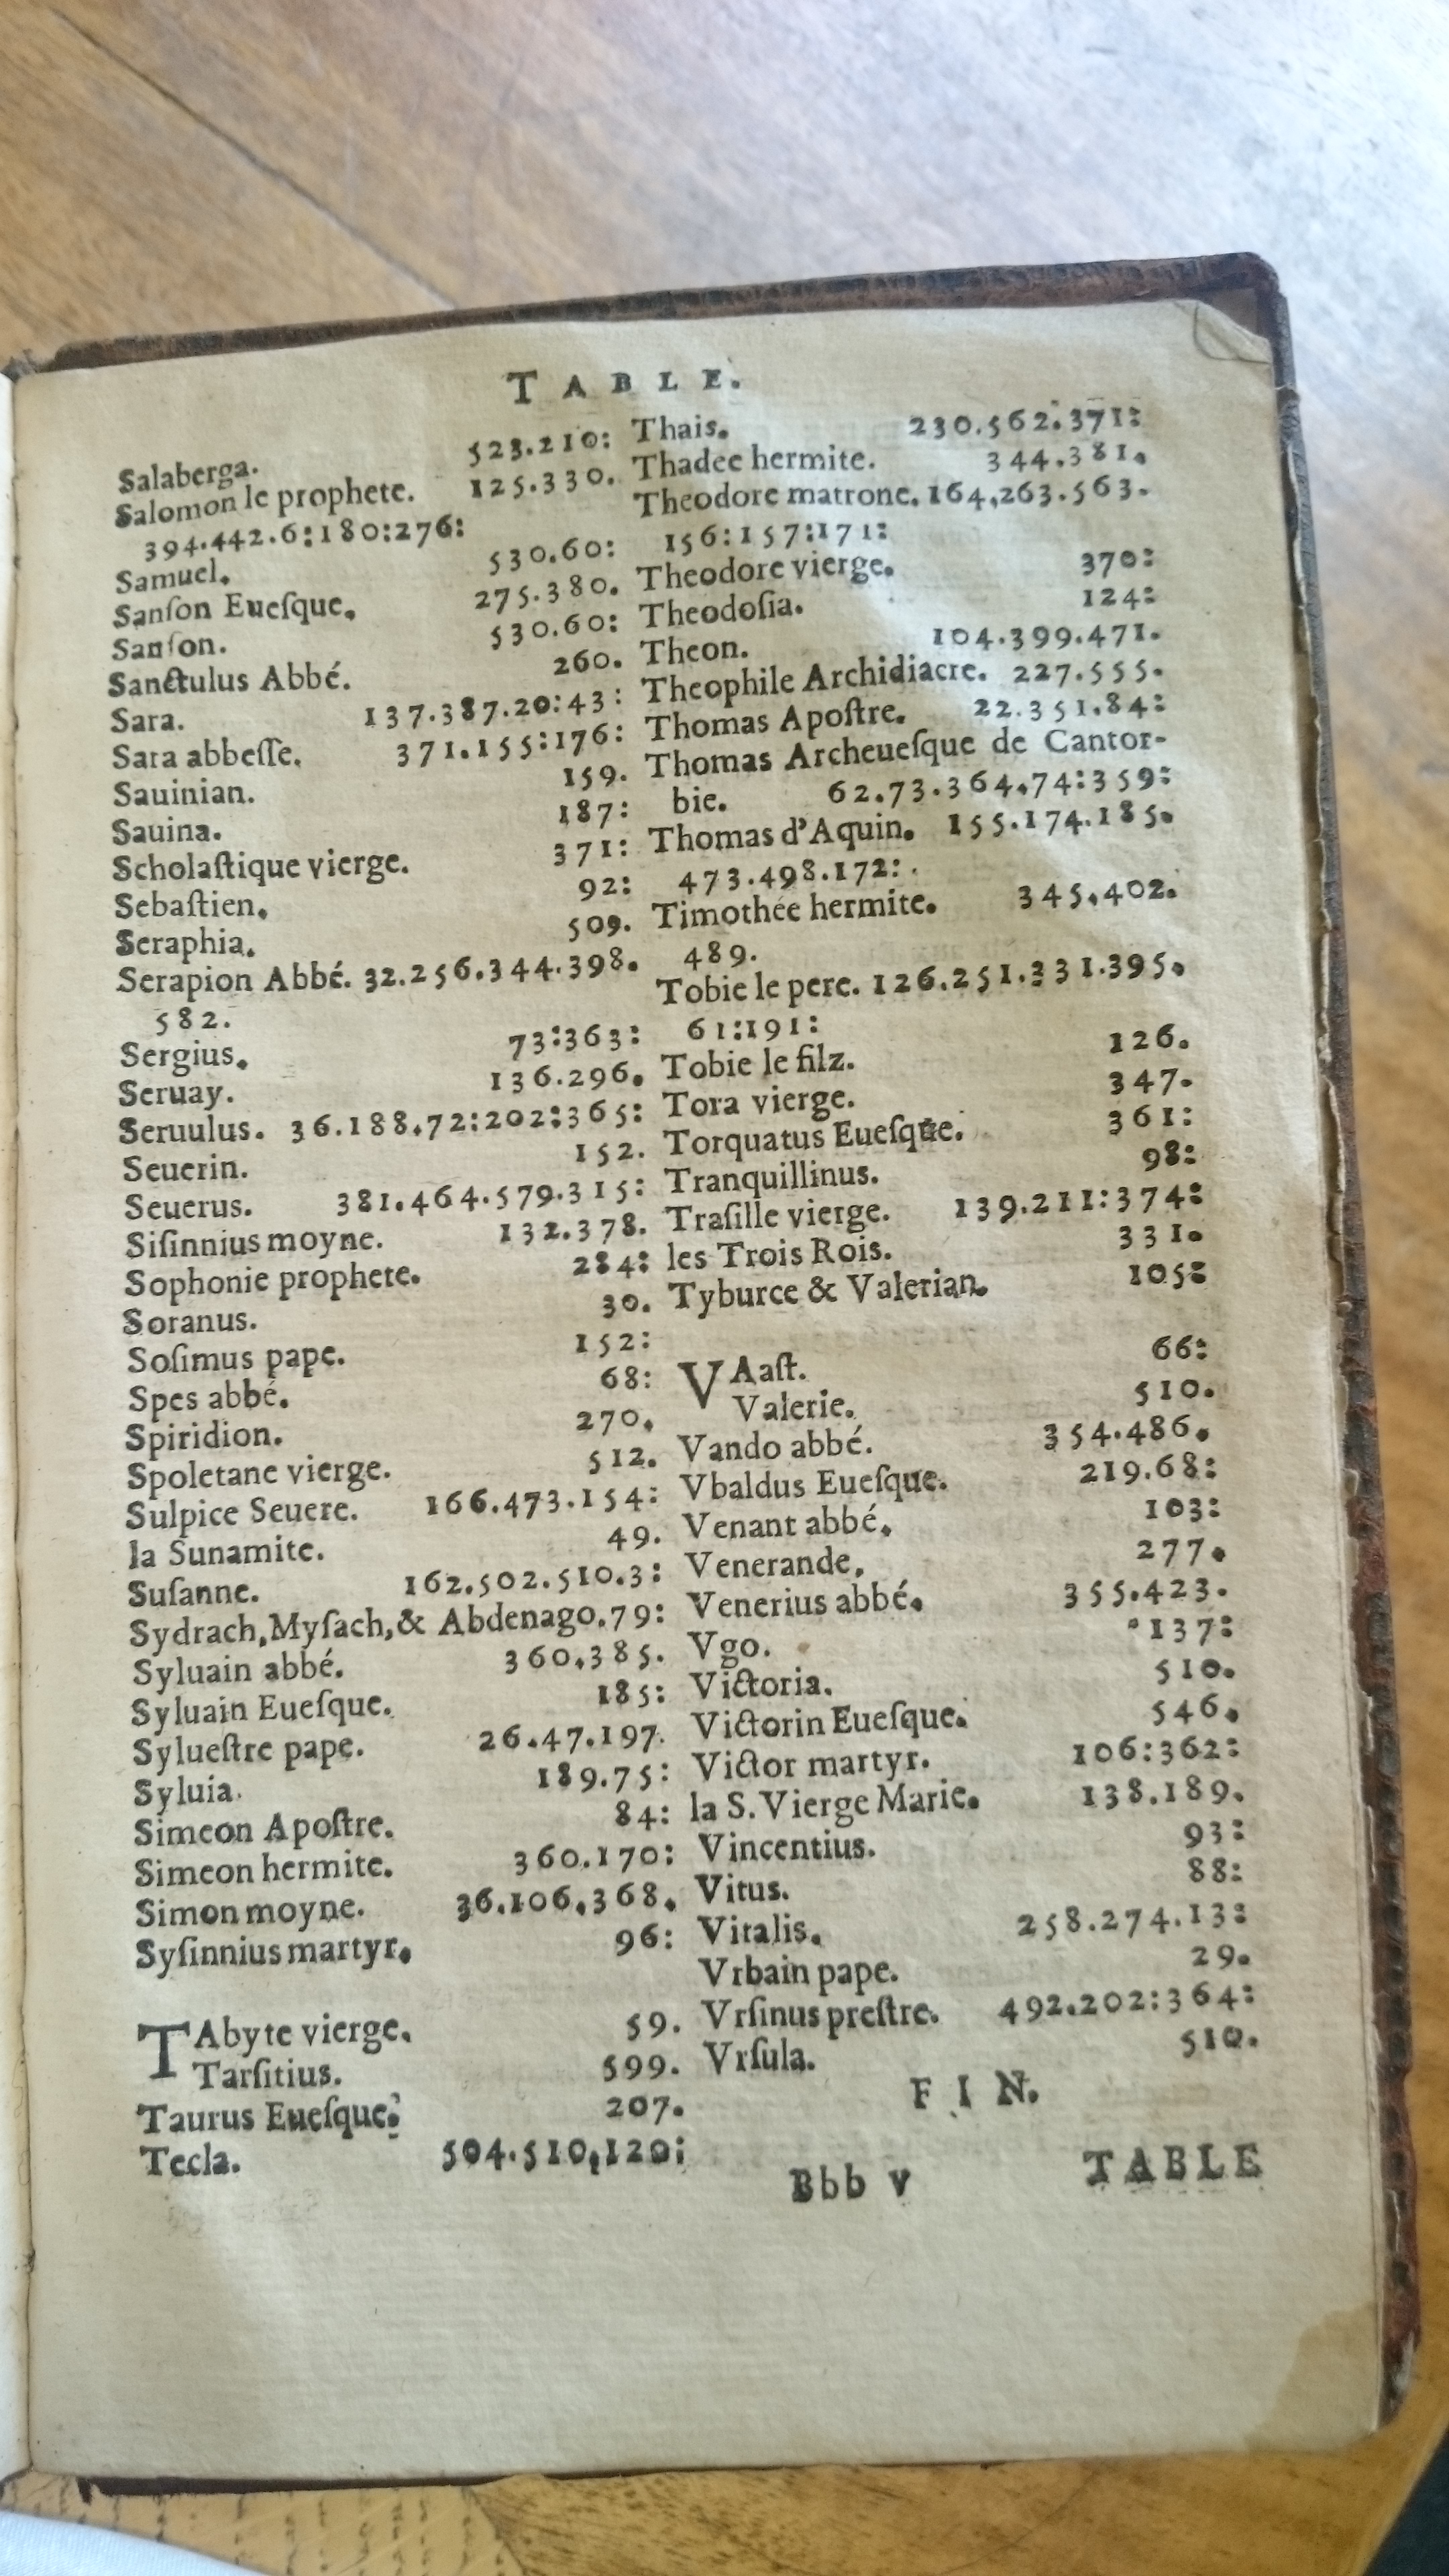 TABLE.
Salaberga. 523.210:
Salomon le prophete. 125.330.
394.442.6:180:276:
Samuel. 530.60:
Sanſon Eueſque. 275.380.
Sanſon. 530.60:
Sanctulus Abbé. 260.
Sara. 137.387.20:43:
Sara abbeſſe. 371.155:176:
Sauinian. 159.
Sauina. 187:
Scholaſtique vierge. 371:
Sebaſtien. 92:
Seraphia. 509.
Serapion Abbé. 32.256.344.398.
582.
Sergius. 73:363:
Seruay. 136.296.
Seruulus. 36.188.72:202:365:
Seuerin. 152.
Seuerus. 381.464.579.315:
Siſinnius moyne. 132.378.
Sophonie prophete. 284:
Soranus. 30.
Soſimus pape. 152:
Spes abbé. 68:
Spiridion. 270.
Spoletane vierge. 512.
Sulpice Seuere. 166.473.154:
la Sunamite. 49.
Suſanne. 162.502.510.3:
Sydrach,Myſach,& Abdenago.79:
Syluain abbé. 360.385.
Syluain Eueſque. 185:
Sylueſtre pape. 26.47.197.
Syluia. 189.75:
Simeon Apoſtre. 84:
Simeon hermite. 360.170:
Simon moyne. 36.106.368.
Syſinnius martyr. 96:
TAbyte vierge. 59.
Tarſitius. 599.
Taurus Eueſque. 207.
Tecla. 504.510,120:
Thais. 230.562.371:
Thadee hermite. 344.381.
Theodore matrone. 164,263.563.
156:157:171:
Theodore vierge. 370:
Theodoſia. 124:
Theon. 104.399.471.
Theophile Archidiacre. 227.555.
Thomas Apoſtre. 22.351.84:
Thomas Archeueſque de Cantor-
bie. 62.73.364.74:359:
Thomas d'Aquin. 155.174.185.
473.498.172:
Timothée hermite. 345.402.
489.
Tobie le pere. 126.251.331.395.
61:191:
Tobie le filz. 126.
Tora vierge. 347.
Torquatus Eueſque. 361:
Tranquillinus. 98:
Traſille vierge. 139.211:374:
les Trois Rois. 331.
Tyburce & Valerian. 105:
VAaſt. 66:
Valerie. 510.
Vando abbé. 354.486.
Vbaldus Eueſque. 219.68:
Venant abbé. 103:
Venerande. 277.
Venerius abbé. 355.423.
Vgo. 137:
Victoria. 510.
Victorin Eueſque. 546.
Victor martyr. 106:362:
la S. Vierge Marie. 138.189.
Vincentius. 93:
Vitus. 88:
Vitalis. 258.274.13:
Vrbain pape. 29.
Vrſinus preſtre. 492.202:364:
Vrſula. 510.
FIN.
Bbb v TABLE